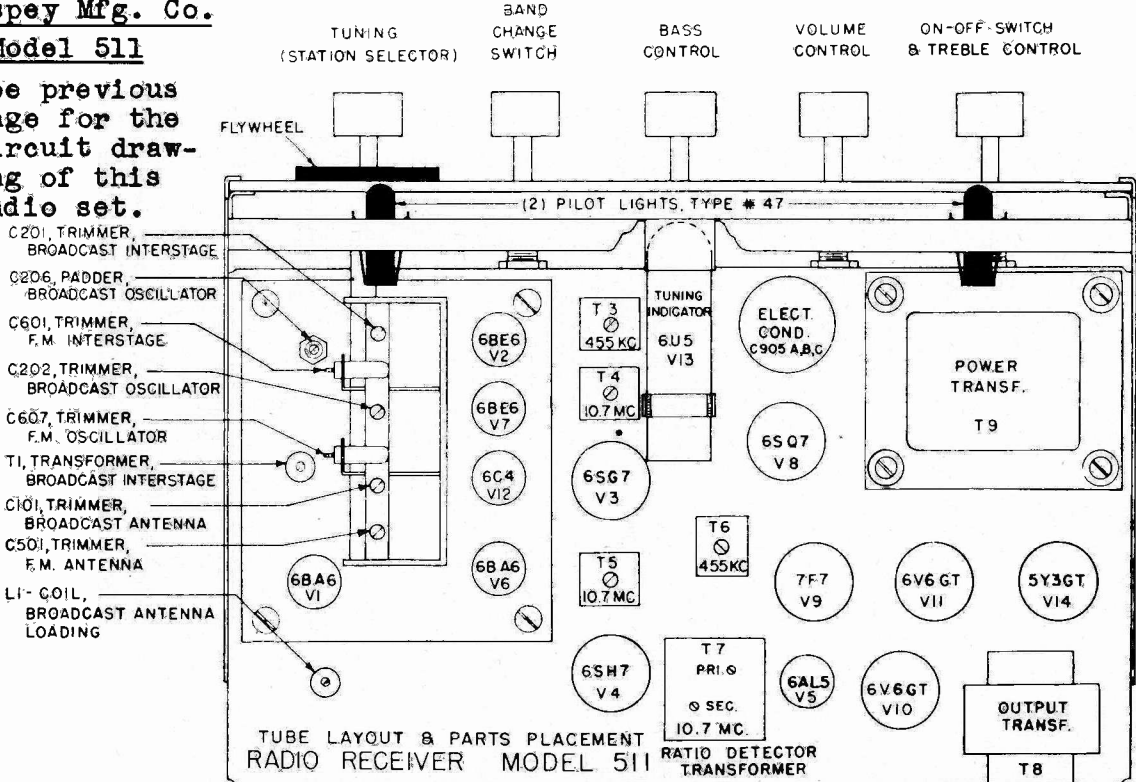 spey Mfg. Co.
Model 511
ee previous
age for the
ircuit draw-
ng of this
adio set.
TUNING
(STATION SELECTOR)
BAND
CHANGE
SWITCH
BASS
CONTROL
VOLUME
CONTROL
ON-OFF-SWITCH
& TREBLE CONTROL
FLYWHEEL
(2) PILOT LIGHTS, TYPE #47
C201, TRIMMER,
BROADCAST INTERSTAGE
C206, PADDER,
BROADCAST OSCILLATOR
C601, TRIMMER,
F.M. INTERSTAGE
C202, TRIMMER,
BROADCAST OSCILLATOR
C607, TRIMMER,
F.M. OSCILLATOR
T1, TRANSFORMER,
BROADCAST INTERSTAGE
C101, TRIMMER,
BROADCAST ANTENNA
C501, TRIMMER,
F.M. ANTENNA
L1-COIL,
BROADCAST ANTENNA
LOADING
6BE6
V2
6BE6
V7
6C4
V12
6BA6
V6
6BA6
V1
T3
455 KC
T4
10.7 MC
6SG7
V3
T5
10.7 MC
6SH7
V4
TUNING
INDICATOR
6U5
V13
ELECT.
COND.
C905 A,B,C
6SQ7
V8
POWER
TRANSF.
T9
T6
455KC
7F7
V9
6V6 GT
V11
5Y3GT
V14
T7
PRI.
SEC.
10.7 MC.
6AL5
V5
6V6GT
V10
OUTPUT
TRANSF.
T8
RATIO DETECTOR
TRANSFORMER
TUBE LAYOUT & PARTS PLACEMENT
RADIO RECEIVER MODEL 511